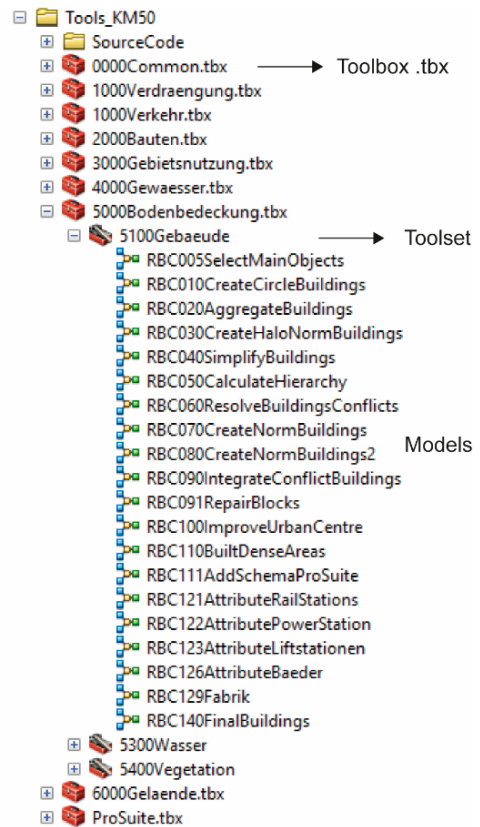 Tools_KM50
SourceCode
0000Common.tbx Toolbox .tbx
1000Verdraengung.tbx
1000Verkehr.tbx
2000Bauten.tbx
3000Gebietsnutzung.tbx
4000Gewaesser.tbx
5000Bodenbedeckung.tbx
5100Gebaeude Toolset
RBC005SelectMainObjects
RBC010CreateCircleBuildings
RBC020AggregateBuildings
RBC030CreateHaloNormBuildings
RBC040SimplifyBuildings
RBC050CalculateHierarchy
RBC060ResolveBuildingsConflicts
RBC070CreateNormBuildings
RBC080CreateNormBuildings2 Models
RBC090IntegrateConflictBuildings
RBC091RepairBlocks
RBC100ImproveUrbanCentre
RBC110BuiltDenseAreas
RBC111AddSchemaProSuite
RBC121AttributeRailStations
RBC122AttributePowerStation
RBC123AttributeLiftstationen
RBC126AttributeBaeder
RBC129Fabrik
RBC140FinalBuildings
5300Wasser
5400Vegetation
6000Gelaende.tbx
ProSuite.tbx